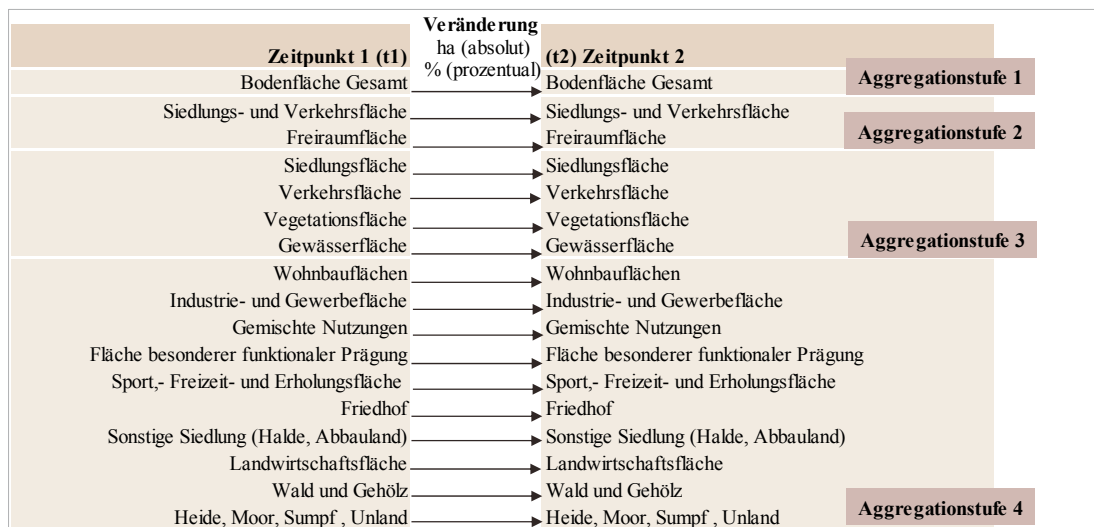 Veränderung
ha (absolut)
Zeitpunkt 1 (t1) (t2) Zeitpunkt 2
% (prozentual)
Bodenfläche Gesamt Bodenfläche Gesamt
Aggregationstufe 1
Siedlungs- und Verkehrsfläche Siedlungs- und Verkehrsfläche
Freiraumfläche Freiraumfläche
Aggregationstufe 2
Siedlungsfläche Siedlungsfläche
Verkehrsfläche Verkehrsfläche
Vegetationsfläche Vegetationsfläche
Gewässerfläche Gewässerfläche
Aggregationstufe 3
Wohnbauflächen Wohnbauflächen
Industrie- und Gewerbefläche Industrie- und Gewerbefläche
Gemischte Nutzungen Gemischte Nutzungen
Fläche besonderer funktionaler Prägung Fläche besonderer funktionaler Prägung
Sport,- Freizeit- und Erholungsfläche Sport,- Freizeit- und Erholungsfläche
Friedhof Friedhof
Sonstige Siedlung (Halde, Abbauland) Sonstige Siedlung (Halde, Abbauland)
Landwirtschaftsfläche Landwirtschaftsfläche
Wald und Gehölz Wald und Gehölz
Heide, Moor, Sumpf , Unland Heide, Moor, Sumpf , Unland
Aggregationstufe 4